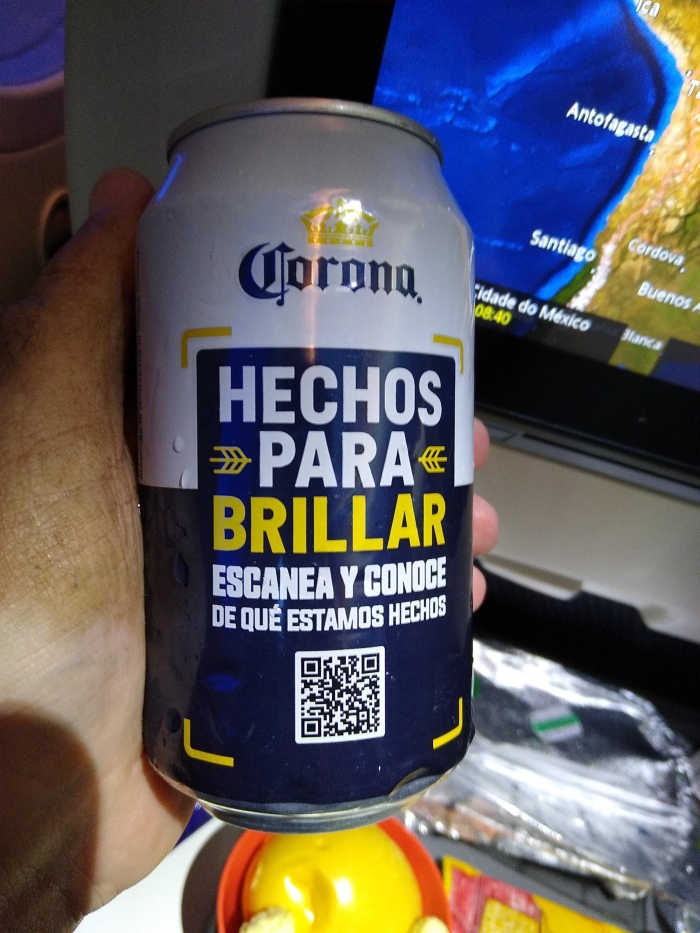 Corona.
HECHOS
PARA
BRILLAR
ESCANEA Y CONOCE
DE QUÉ ESTAMOS HECHOS
Antofagasta
Santiago
Cordova
Buenos
Cidade do México
08:40
Blanca